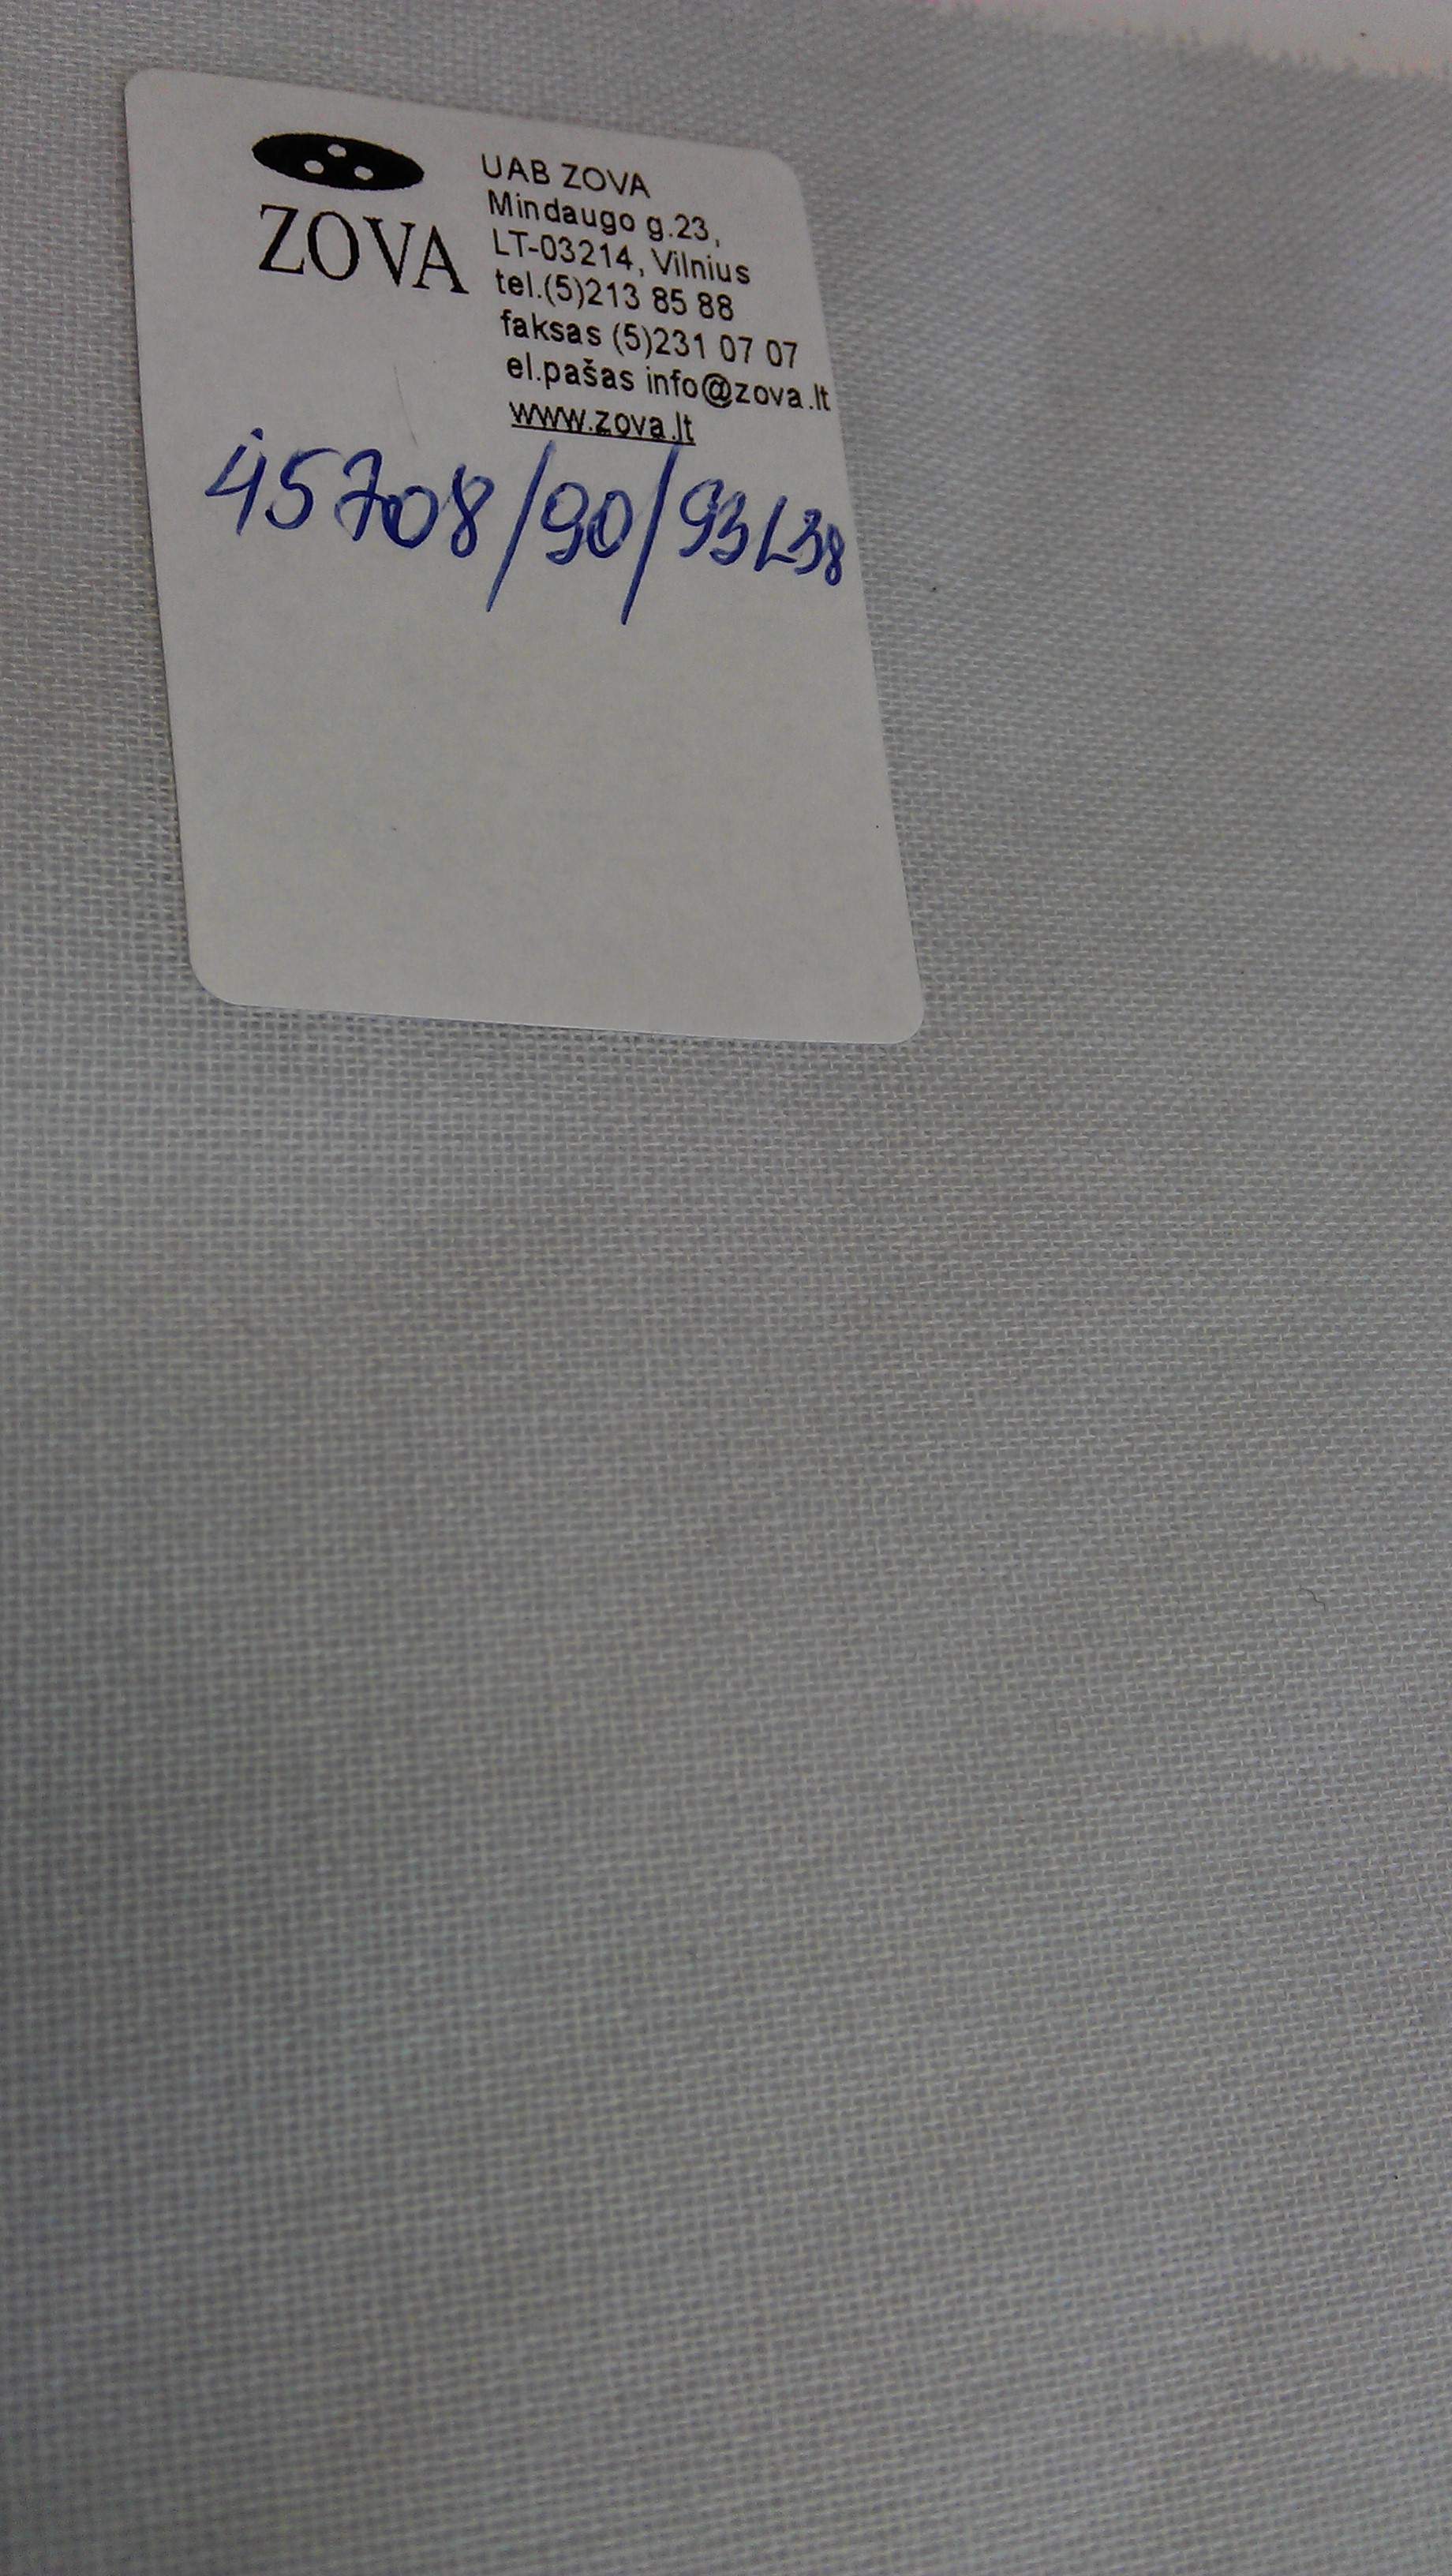 ZOVA
UAB ZOVA
Mindaugo g.23,
LT-03214, Vilnius
tel.(5)213 85 88
faksas (5)231 07 07
el.pašas info@zova.lt
www.zova.lt
45708/90/93L38